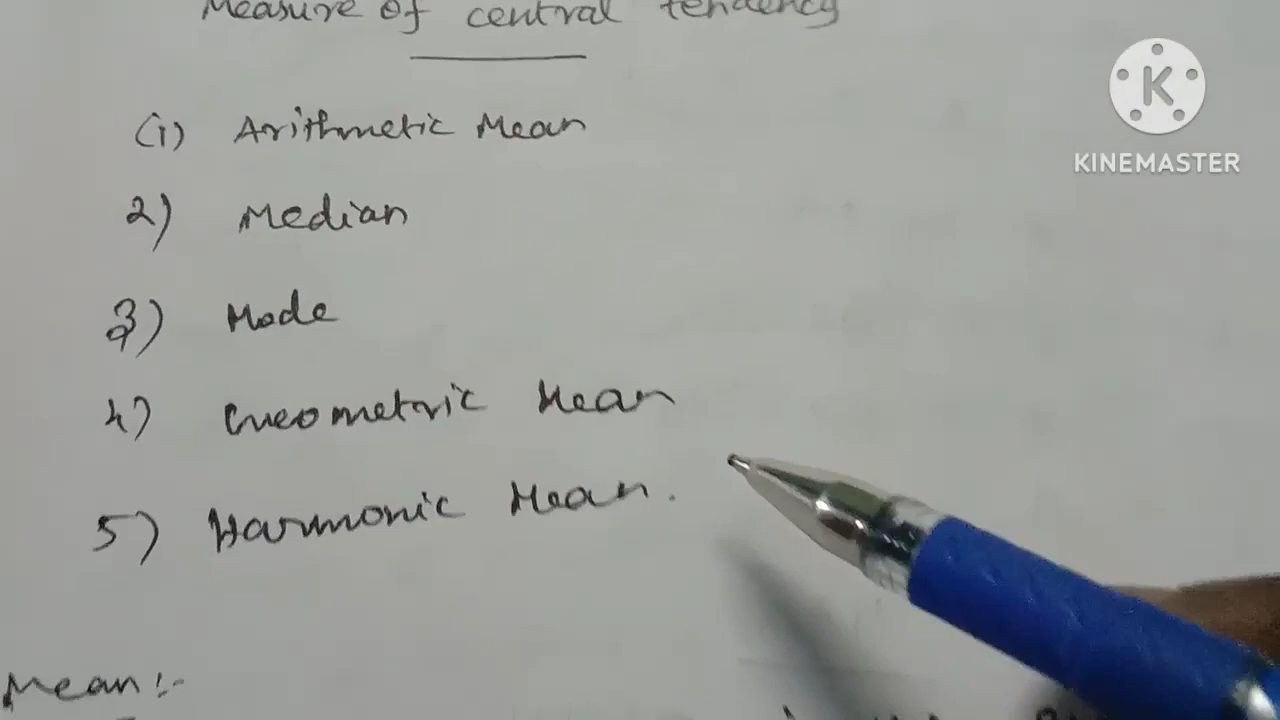 Measure of central tendency
(1) Arithmetic Mean
2) Median
3) Mode
4) Geometric Mean
5) Harmonic Mean.
Mean :-
K
KINEMASTER